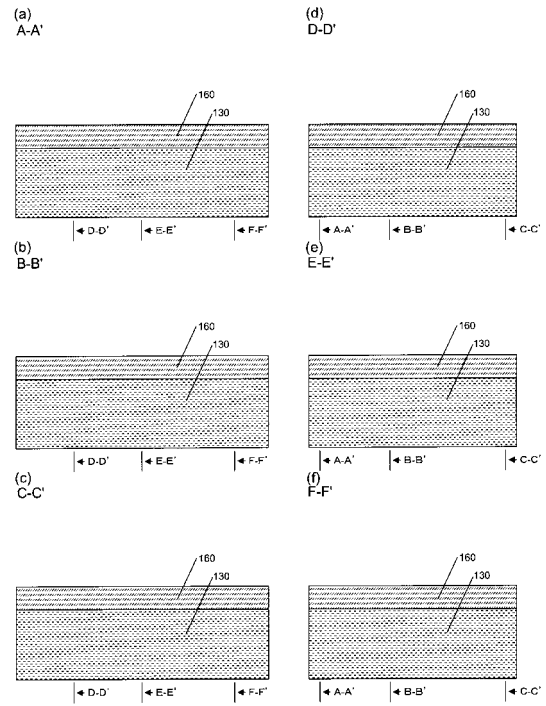 (a)
A-A'
160
130
D-D' E-E' F-F'
(b)
B-B'
160
130
D-D' E-E' F-F'
(c)
C-C'
160
130
D-D' E-E' F-F'
(d)
D-D'
160
130
A-A' B-B' C-C'
(e)
E-E'
160
130
A-A' B-B' C-C'
(f)
F-F'
160
130
A-A' B-B' C-C'